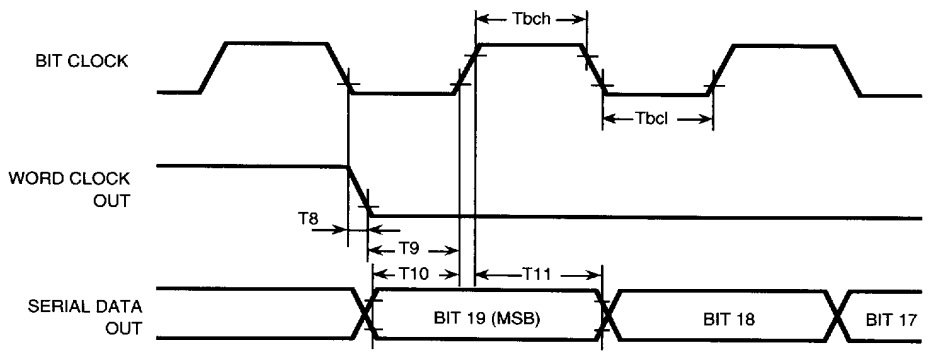 Tbch
BIT CLOCK
Tbcl
WORD CLOCK
OUT
T8
T9
T10
T11
SERIAL DATA
OUT
BIT 19 (MSB)
BIT 18
BIT 17